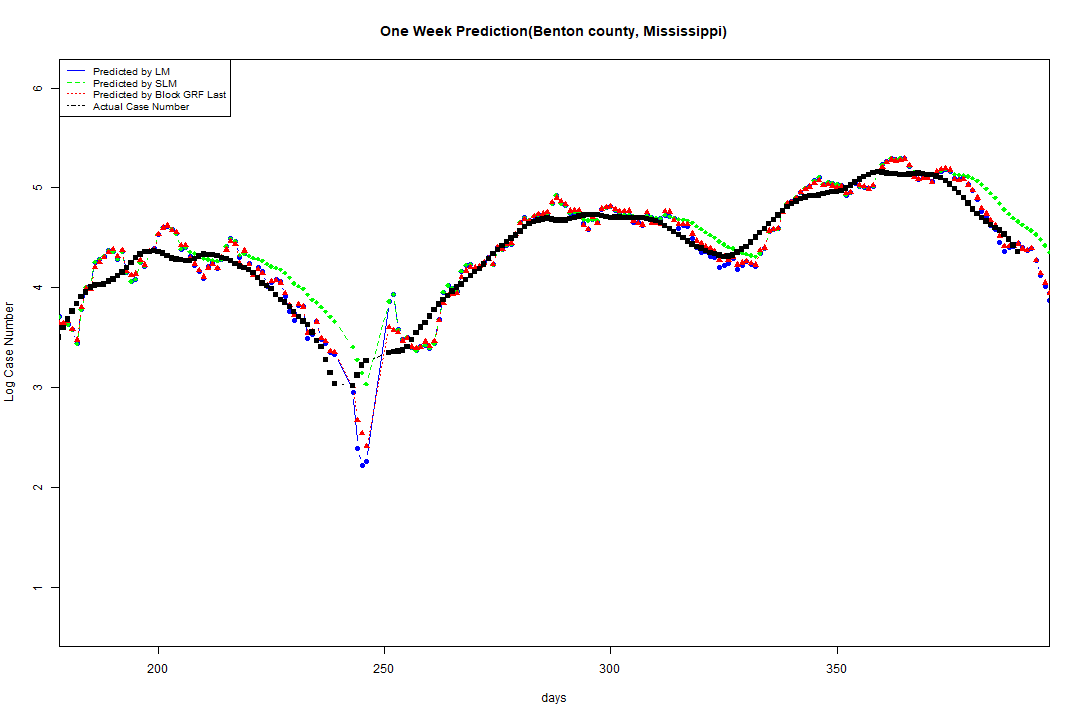 One Week Prediction(Benton county, Mississippi)
Predicted by LM
Predicted by SLM
Predicted by Block GRF Last
Actual Case Number
6
5
4
3
2
1
Log Case Number
200 250 300 350
days